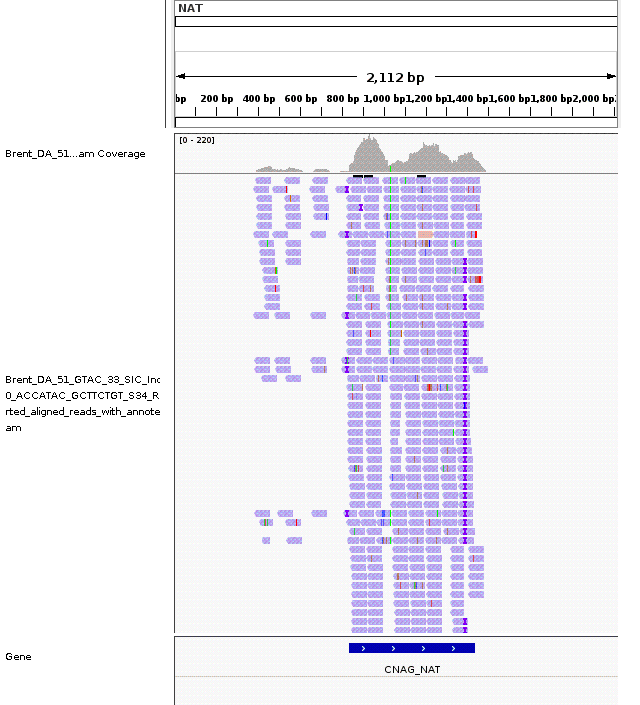 NAT
2,112 bp
bp 200 bp 400 bp 600 bp 800 bp 1,000 bp 1,200 bp 1,400 bp 1,600 bp 1,800 bp 2,000 bp
[0 - 220]
Brent_DA_51...am Coverage
Brent_DA_51_GTAC_33_SIC_Inc
0_ACCATAC_GCTTCTGT_S34_R
rted_aligned_reads_with_annote
am
Gene
CNAG_NAT